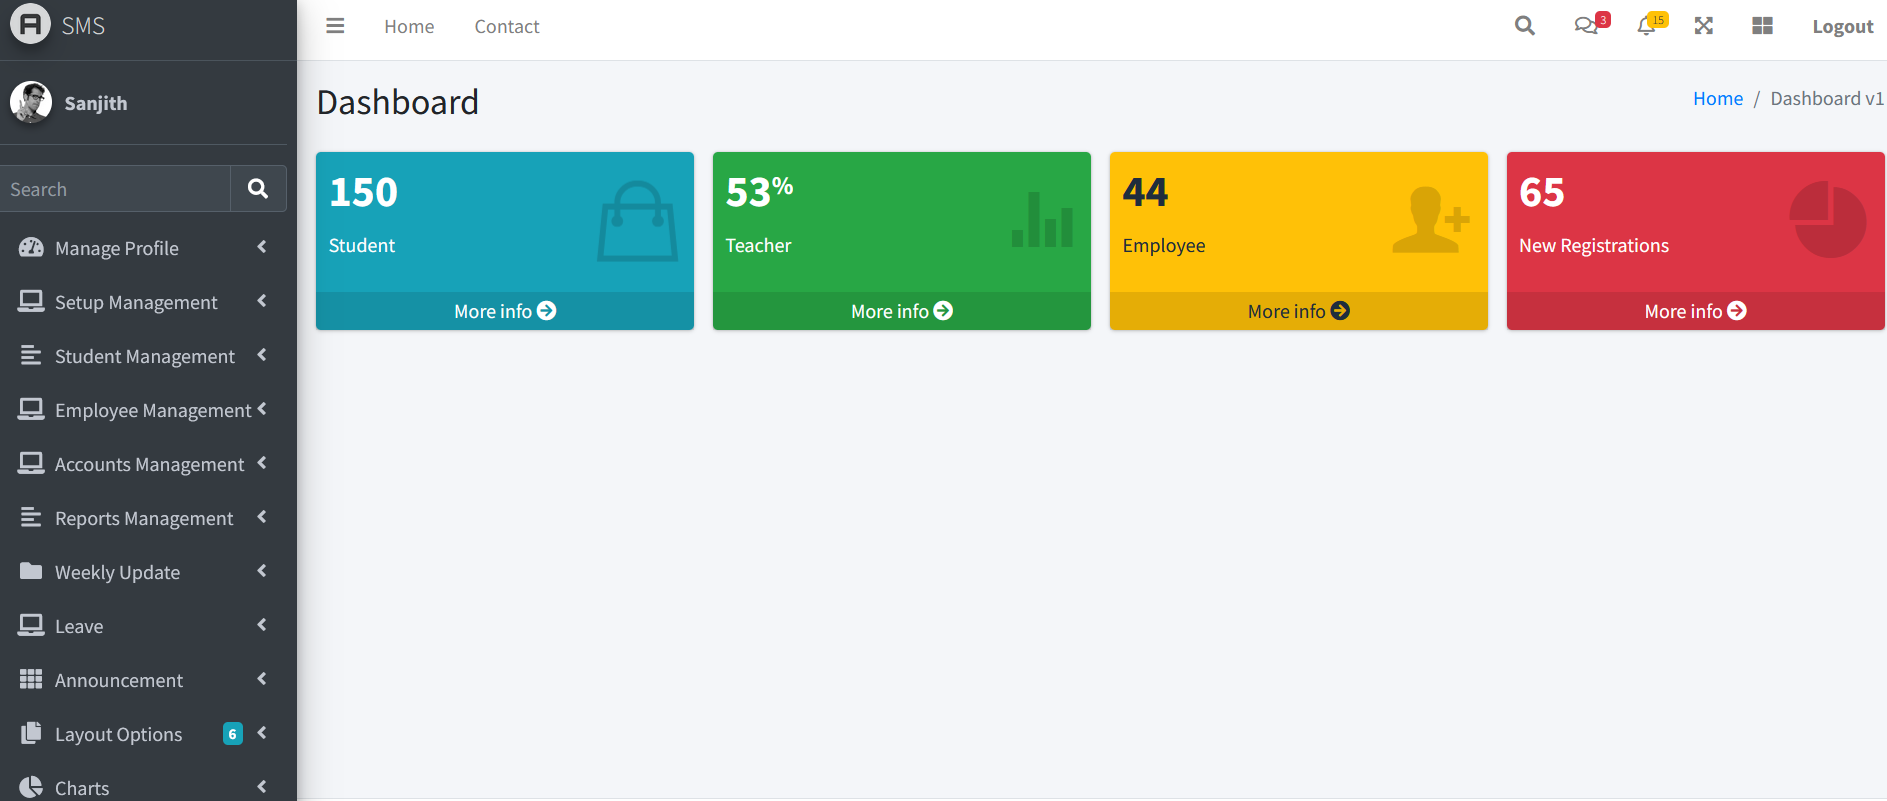 SMS
Home
Contact
3
15
Logout
Sanjith
Search
Manage Profile
Setup Management
Student Management
Employee Management
Accounts Management
Reports Management
Weekly Update
Leave
Announcement
Layout Options 6
Charts
Dashboard
Home / Dashboard v1
150
Student
More info
53%
Teacher
More info
44
Employee
More info
65
New Registrations
More info